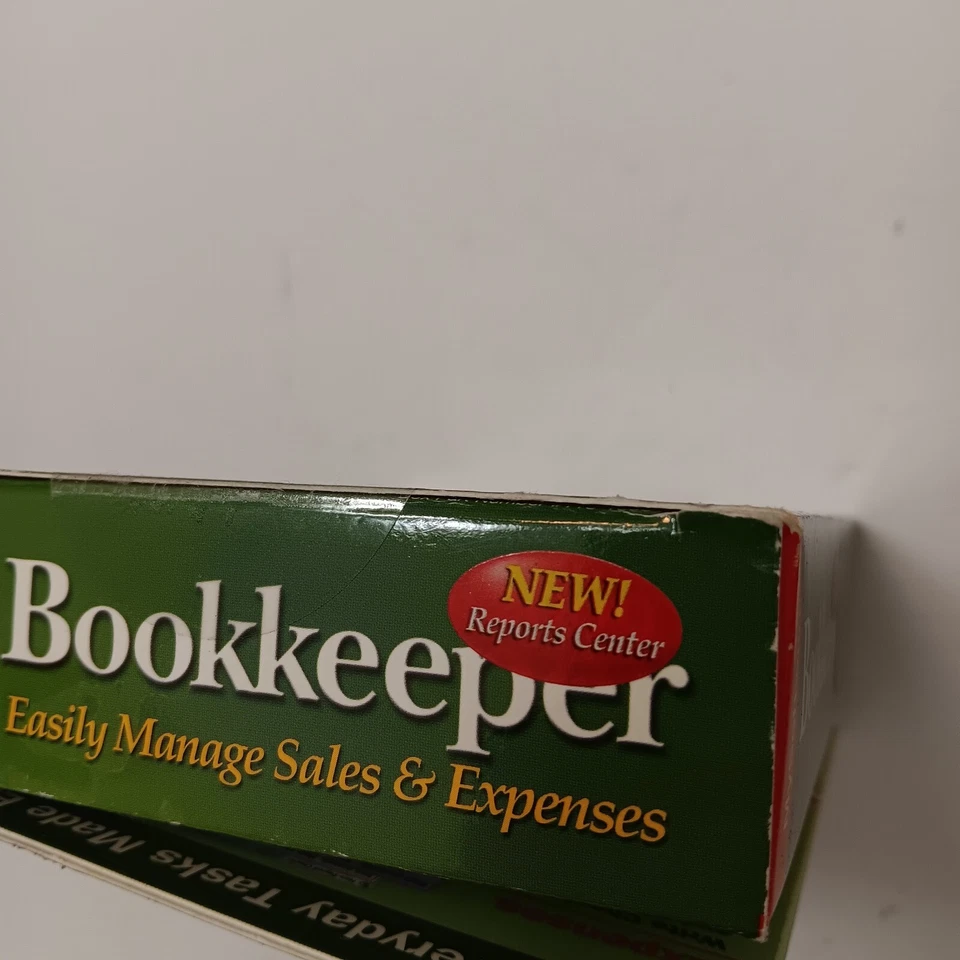 Bookkeeper
NEW!
Reports Center
Easily Manage Sales & Expenses
eryday Tasks Made